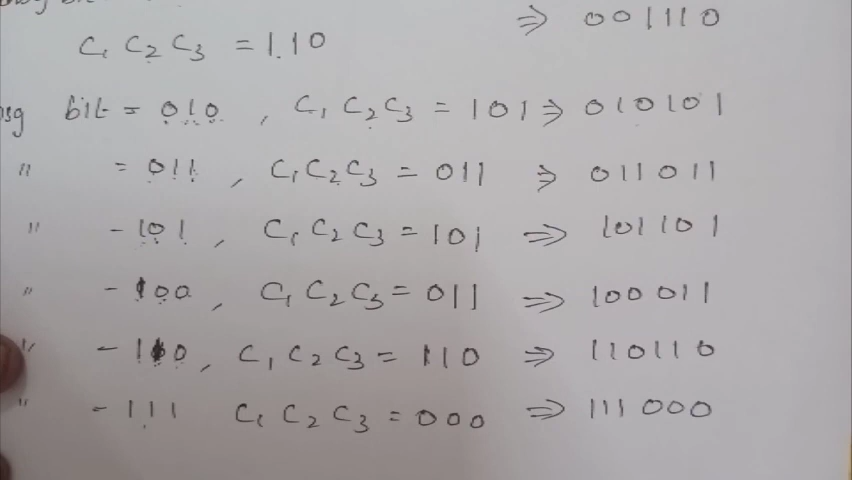 ⇒ 001110
C₁ C₂ C₃ = 1.10
msg bit = 010, C₁ C₂ C₃ = 101 ⇒ 010101
" = 011, C₁ C₂ C₃ = 011 ⇒ 011011
" - 101, C₁ C₂ C₃ = 101 ⇒ 101101
" - 100, C₁ C₂ C₃ = 011 ⇒ 100011
" - 110, C₁ C₂ C₃ = 110 ⇒ 110110
" - 111 C₁ C₂ C₃ = 000 ⇒ 111000